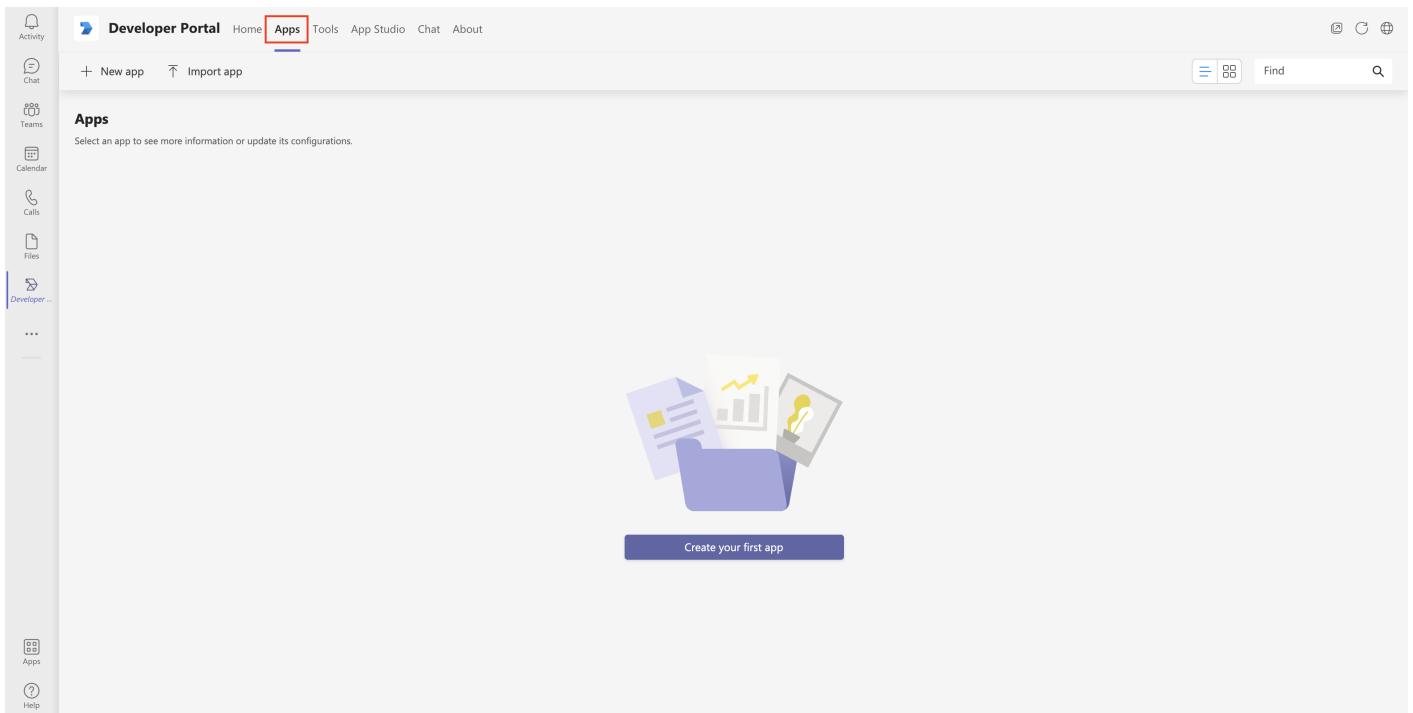 Activity
Chat
Teams
Calendar
Calls
Files
Developer ...
Apps
Help
Developer Portal Home Apps Tools App Studio Chat About
New app Import app
Find
Apps
Select an app to see more information or update its configurations.
Create your first app